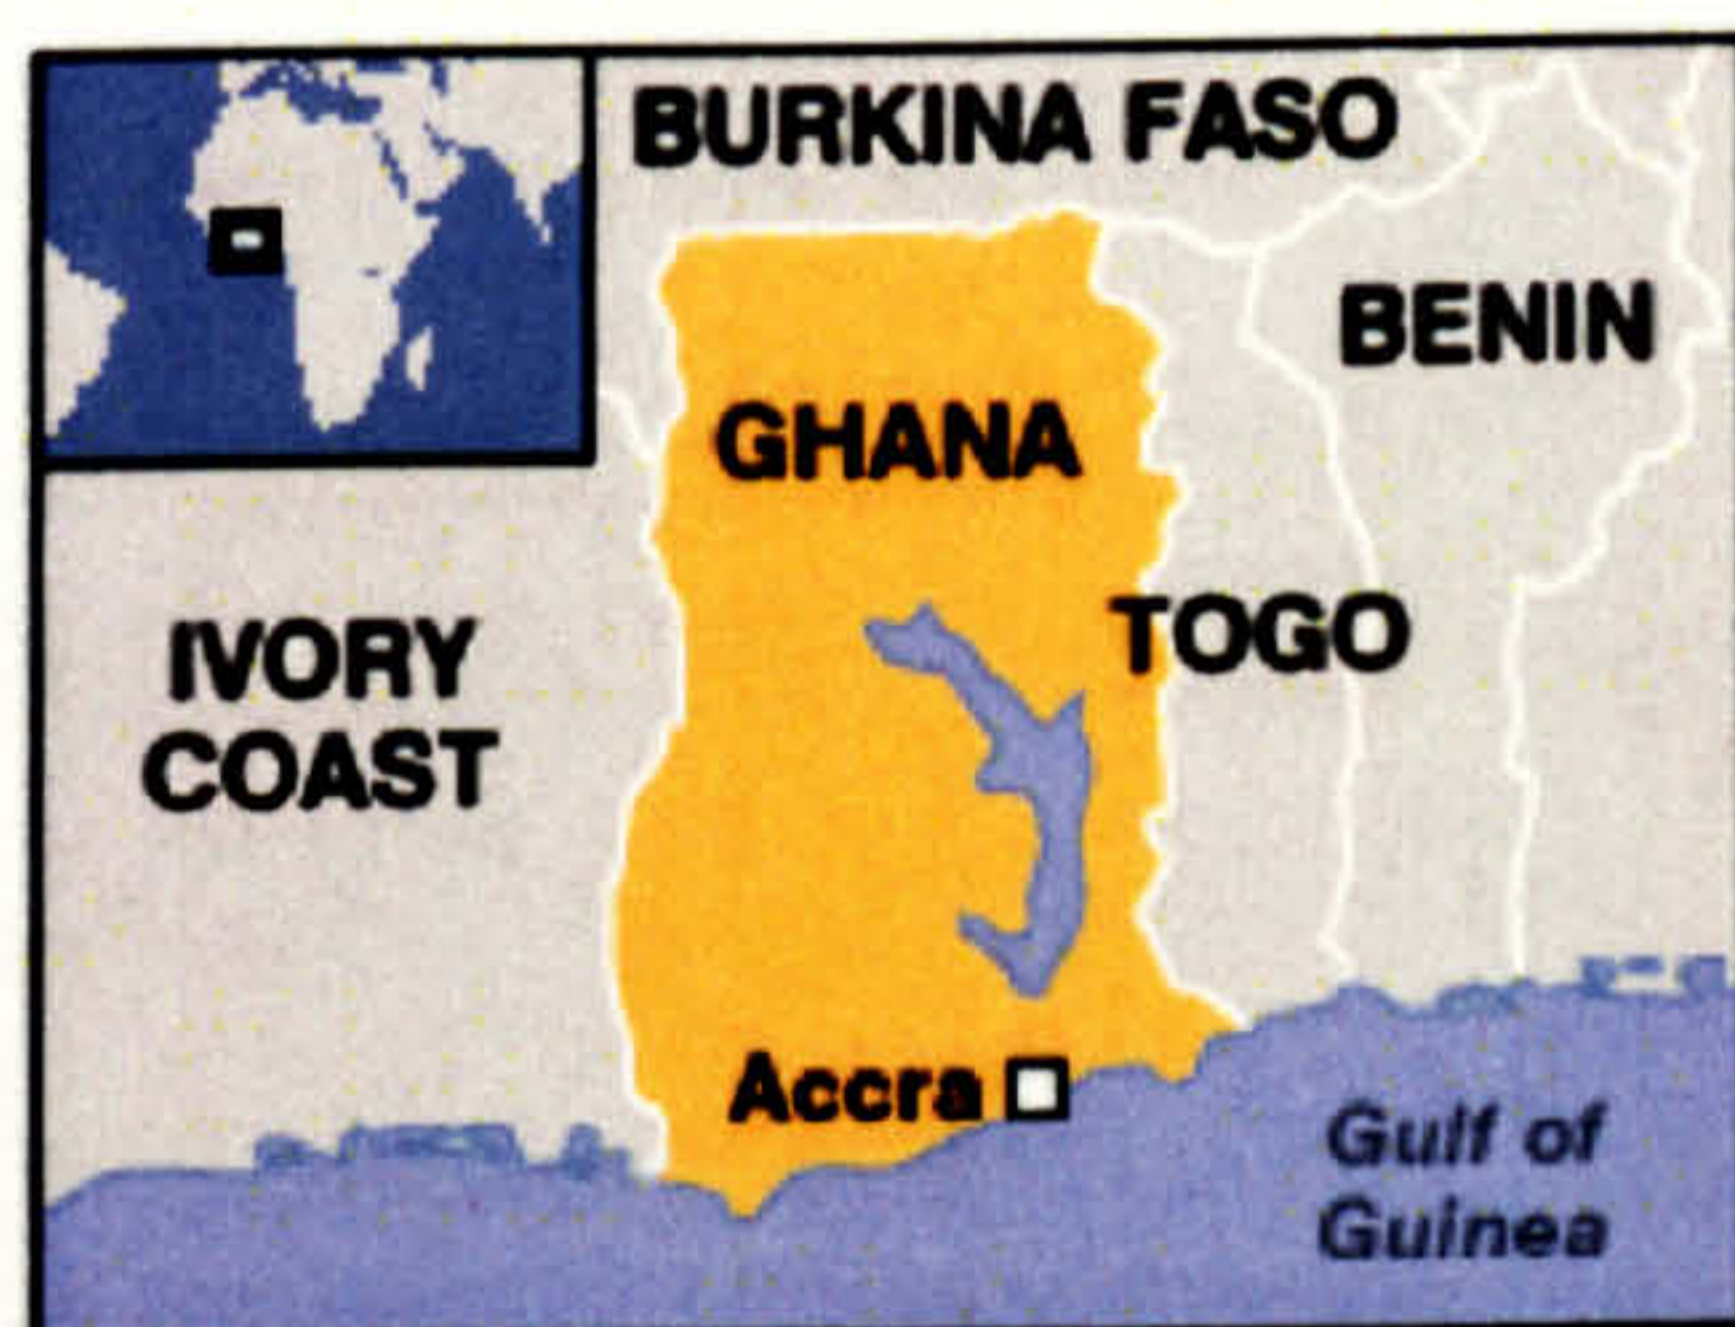 BURKINA FASO
BENIN
GHANA
TOGO
IVORY
COAST
Accra
Gulf of
Guinea